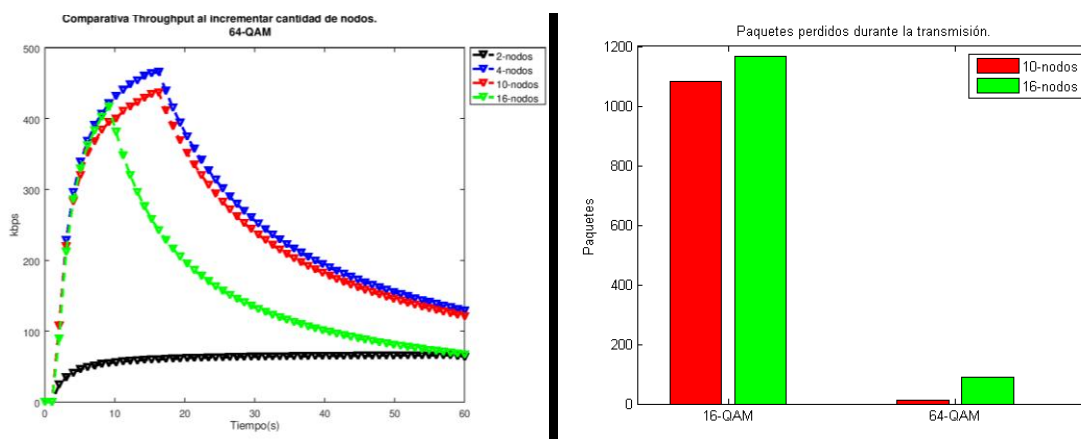 Comparativa Throughput al incrementar cantidad de nodos.
64-QAM
500
400
300
200
100
0
kbps
0 10 20 30 40 50 60
Tiempo(s)
2-nodos
4-nodos
10-nodos
16-nodos
Paquetes perdidos durante la transmisión.
1200
1000
800
600
400
200
0
Paquetes
16-QAM 64-QAM
10-nodos
16-nodos